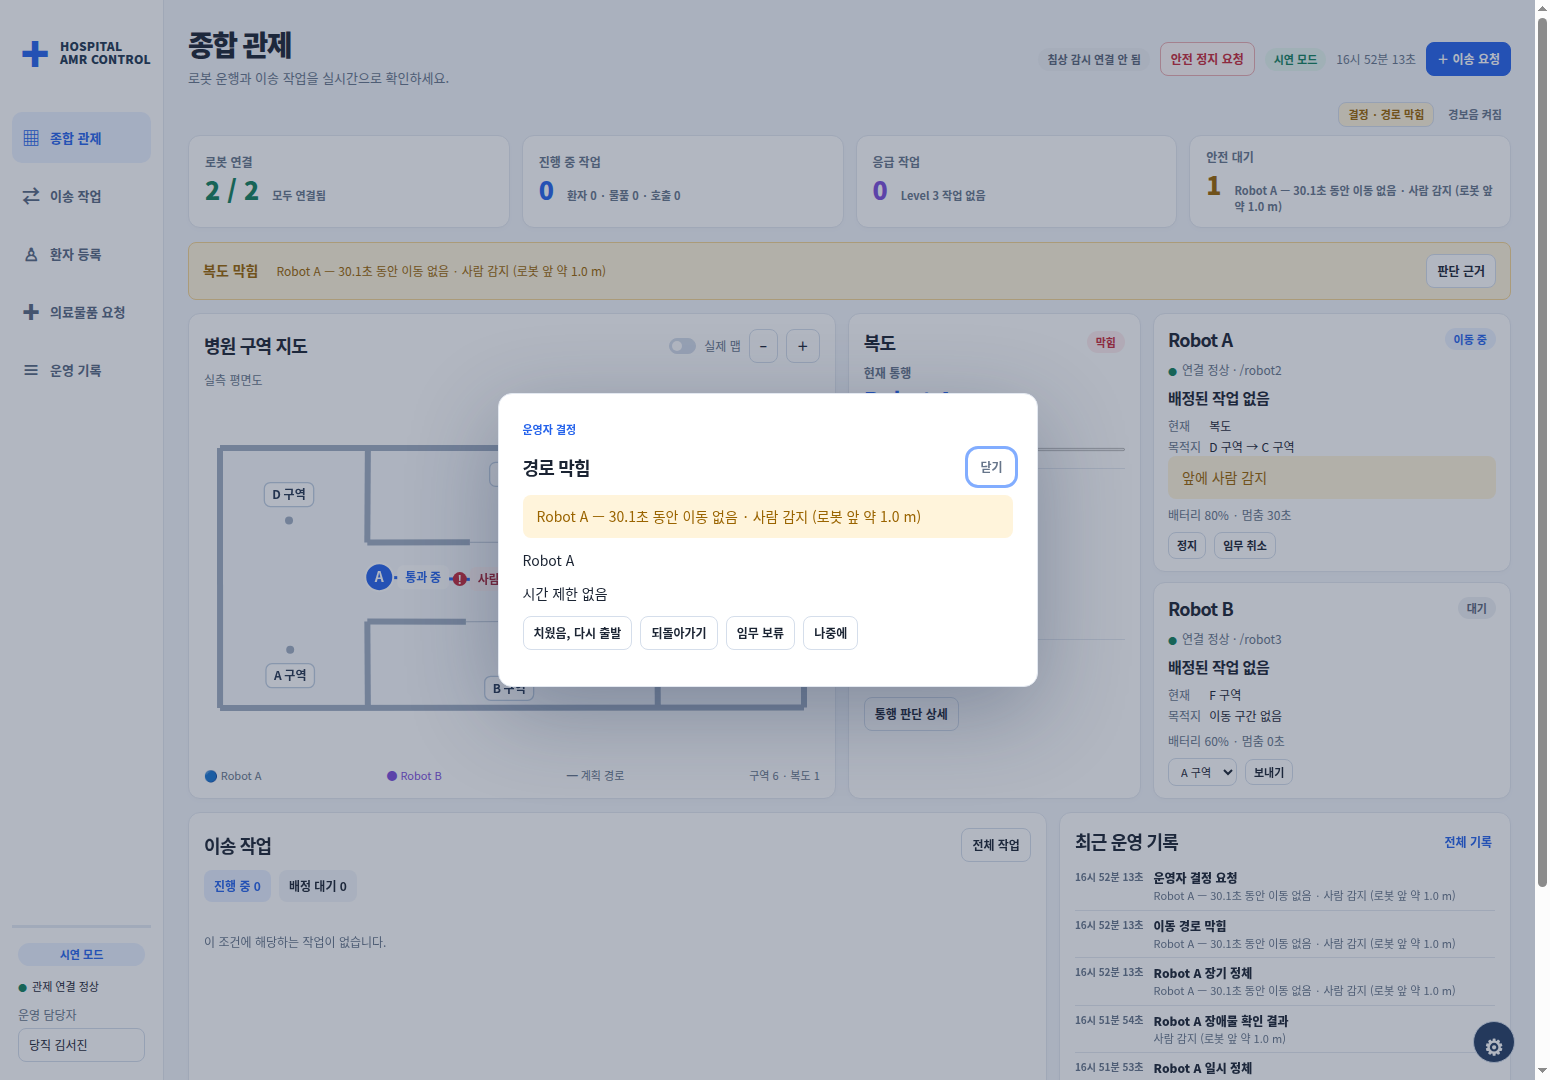 HOSPITAL
AMR CONTROL
종합 관제
이송 작업
환자 등록
의료물품 요청
운영 기록
시연 모드
관제 연결 정상
운영 담당자
당직 김서진
종합 관제
로봇 운행과 이송 작업을 실시간으로 확인하세요.
침상 감시 연결 안 됨
안전 정지 요청
시연 모드
16시 52분 13초
+ 이송 요청
결정 · 경로 막힘
경보음 켜짐
로봇 연결
2 / 2 모두 연결됨
진행 중 작업
0 환자 0 · 물품 0 · 호출 0
응급 작업
0 Level 3 작업 없음
안전 대기
1 Robot A — 30.1초 동안 이동 없음 · 사람 감지 (로봇 앞
약 1.0 m)
복도 막힘 Robot A — 30.1초 동안 이동 없음 · 사람 감지 (로봇 앞 약 1.0 m)
판단 근거
병원 구역 지도
실제 맵
−
+
실측 평면도
D 구역
A 통과 중
! 사람
A 구역
B 구역
Robot A
Robot B
계획 경로
구역 6 · 복도 1
복도
막힘
현재 통행
통행 판단 상세
Robot A
이동 중
연결 정상 · /robot2
배정된 작업 없음
현재 복도
목적지 D 구역 → C 구역
앞에 사람 감지
배터리 80% · 멈춤 30초
정지
임무 취소
Robot B
대기
연결 정상 · /robot3
배정된 작업 없음
현재 F 구역
목적지 이동 구간 없음
배터리 60% · 멈춤 0초
A 구역
보내기
운영자 결정
경로 막힘
닫기
Robot A — 30.1초 동안 이동 없음 · 사람 감지 (로봇 앞 약 1.0 m)
Robot A
시간 제한 없음
치웠음, 다시 출발
되돌아가기
임무 보류
나중에
이송 작업
전체 작업
진행 중 0
배정 대기 0
이 조건에 해당하는 작업이 없습니다.
최근 운영 기록
전체 기록
16시 52분 13초 운영자 결정 요청
Robot A — 30.1초 동안 이동 없음 · 사람 감지 (로봇 앞 약 1.0 m)
16시 52분 13초 이동 경로 막힘
Robot A — 30.1초 동안 이동 없음 · 사람 감지 (로봇 앞 약 1.0 m)
16시 52분 13초 Robot A 장기 정체
Robot A — 30.1초 동안 이동 없음 · 사람 감지 (로봇 앞 약 1.0 m)
16시 51분 54초 Robot A 장애물 확인 결과
사람 감지 (로봇 앞 약 1.0 m)
16시 51분 53초 Robot A 일시 정체